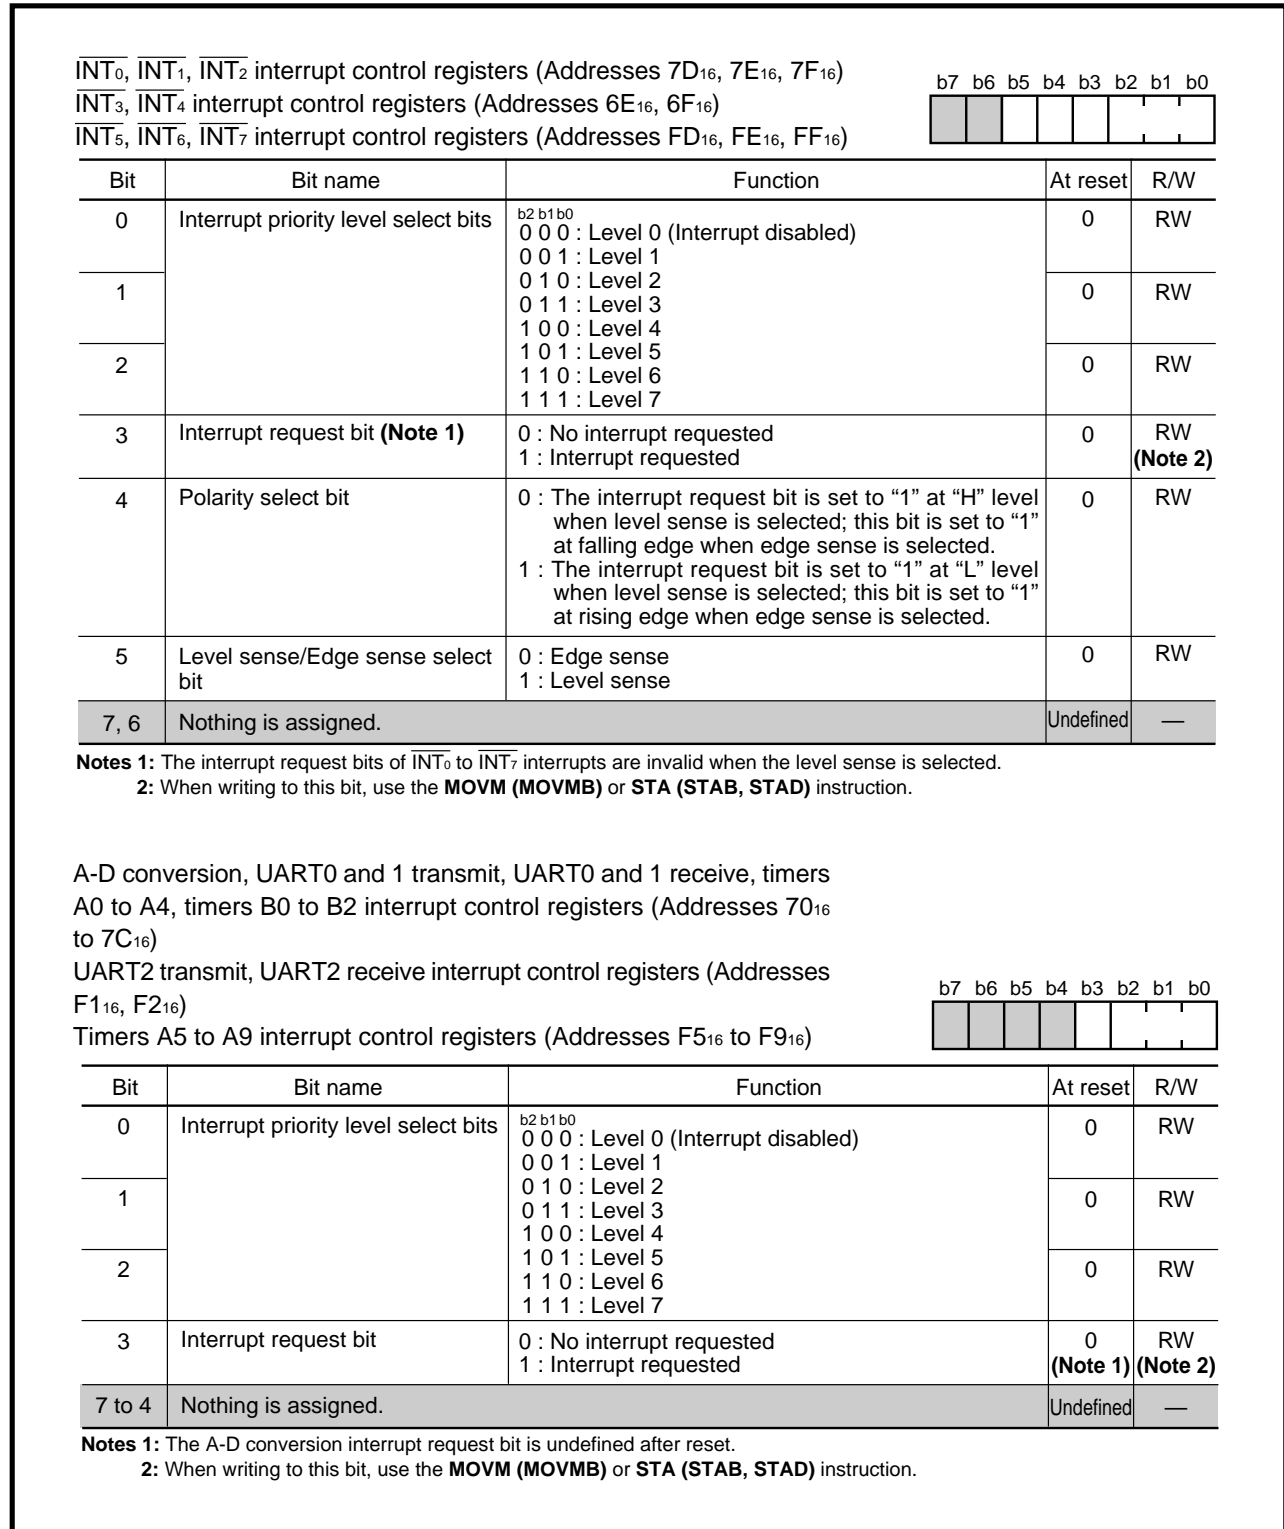 INT0, INT1, INT2 interrupt control registers (Addresses 7D16, 7E16, 7F16)
INT3, INT4 interrupt control registers (Addresses 6E16, 6F16)
INT5, INT6, INT7 interrupt control registers (Addresses FD16, FE16, FF16)
b7 b6 b5 b4 b3 b2 b1 b0
Bit Bit name Function At reset R/W
0 Interrupt priority level select bits b2 b1 b0 0 RW
0 0 0 : Level 0 (Interrupt disabled)
0 0 1 : Level 1
0 1 0 : Level 2
1 0 RW
0 1 1 : Level 3
1 0 0 : Level 4
1 0 1 : Level 5
2 0 RW
1 1 0 : Level 6
1 1 1 : Level 7
3 Interrupt request bit (Note 1) 0 : No interrupt requested 0 RW
1 : Interrupt requested (Note 2)
4 Polarity select bit 0 : The interrupt request bit is set to “1” at “H” level 0 RW
when level sense is selected; this bit is set to “1”
at falling edge when edge sense is selected.
1 : The interrupt request bit is set to “1” at “L” level
when level sense is selected; this bit is set to “1”
at rising edge when edge sense is selected.
5 Level sense/Edge sense select 0 : Edge sense 0 RW
bit 1 : Level sense
7, 6 Nothing is assigned. Undefined —
Notes 1: The interrupt request bits of INT0 to INT7 interrupts are invalid when the level sense is selected.
2: When writing to this bit, use the MOVM (MOVMB) or STA (STAB, STAD) instruction.
A-D conversion, UART0 and 1 transmit, UART0 and 1 receive, timers
A0 to A4, timers B0 to B2 interrupt control registers (Addresses 7016
to 7C16)
UART2 transmit, UART2 receive interrupt control registers (Addresses
F116, F216)
Timers A5 to A9 interrupt control registers (Addresses F516 to F916)
b7 b6 b5 b4 b3 b2 b1 b0
Bit Bit name Function At reset R/W
0 Interrupt priority level select bits b2 b1 b0 0 RW
0 0 0 : Level 0 (Interrupt disabled)
0 0 1 : Level 1
0 1 0 : Level 2
1 0 RW
0 1 1 : Level 3
1 0 0 : Level 4
1 0 1 : Level 5
2 0 RW
1 1 0 : Level 6
1 1 1 : Level 7
3 Interrupt request bit 0 : No interrupt requested 0 RW
1 : Interrupt requested (Note 1) (Note 2)
7 to 4 Nothing is assigned. Undefined —
Notes 1: The A-D conversion interrupt request bit is undefined after reset.
2: When writing to this bit, use the MOVM (MOVMB) or STA (STAB, STAD) instruction.